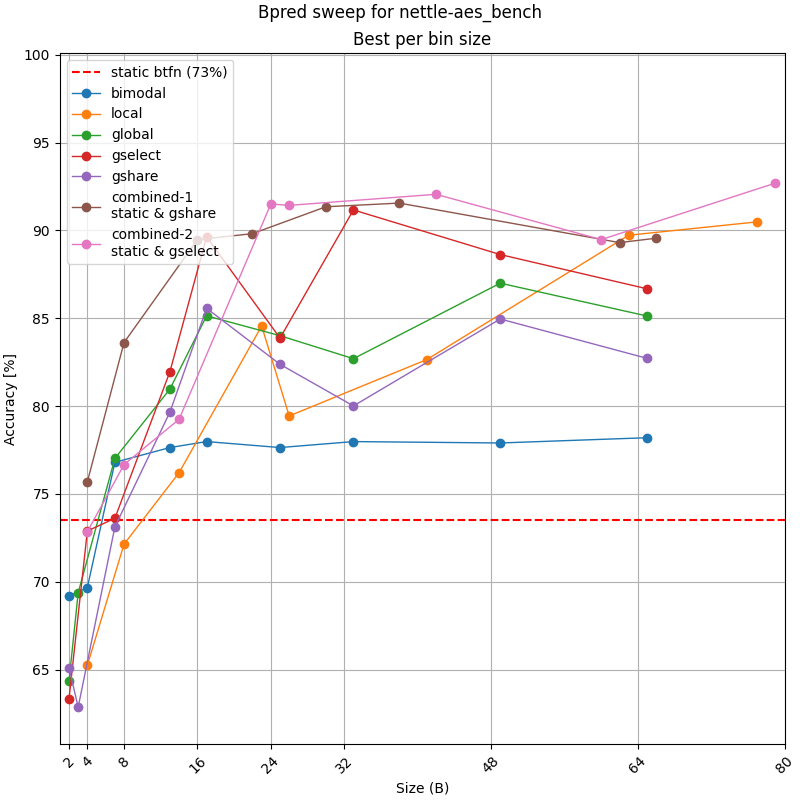 Bpred sweep for nettle-aes_bench
Best per bin size
100
95
90
85
80
75
70
65
Accuracy [%]
static btfn (73%)
bimodal
local
global
gselect
gshare
combined-1
static & gshare
combined-2
static & gselect
2
4
8
16
24
32
48
64
80
Size (B)